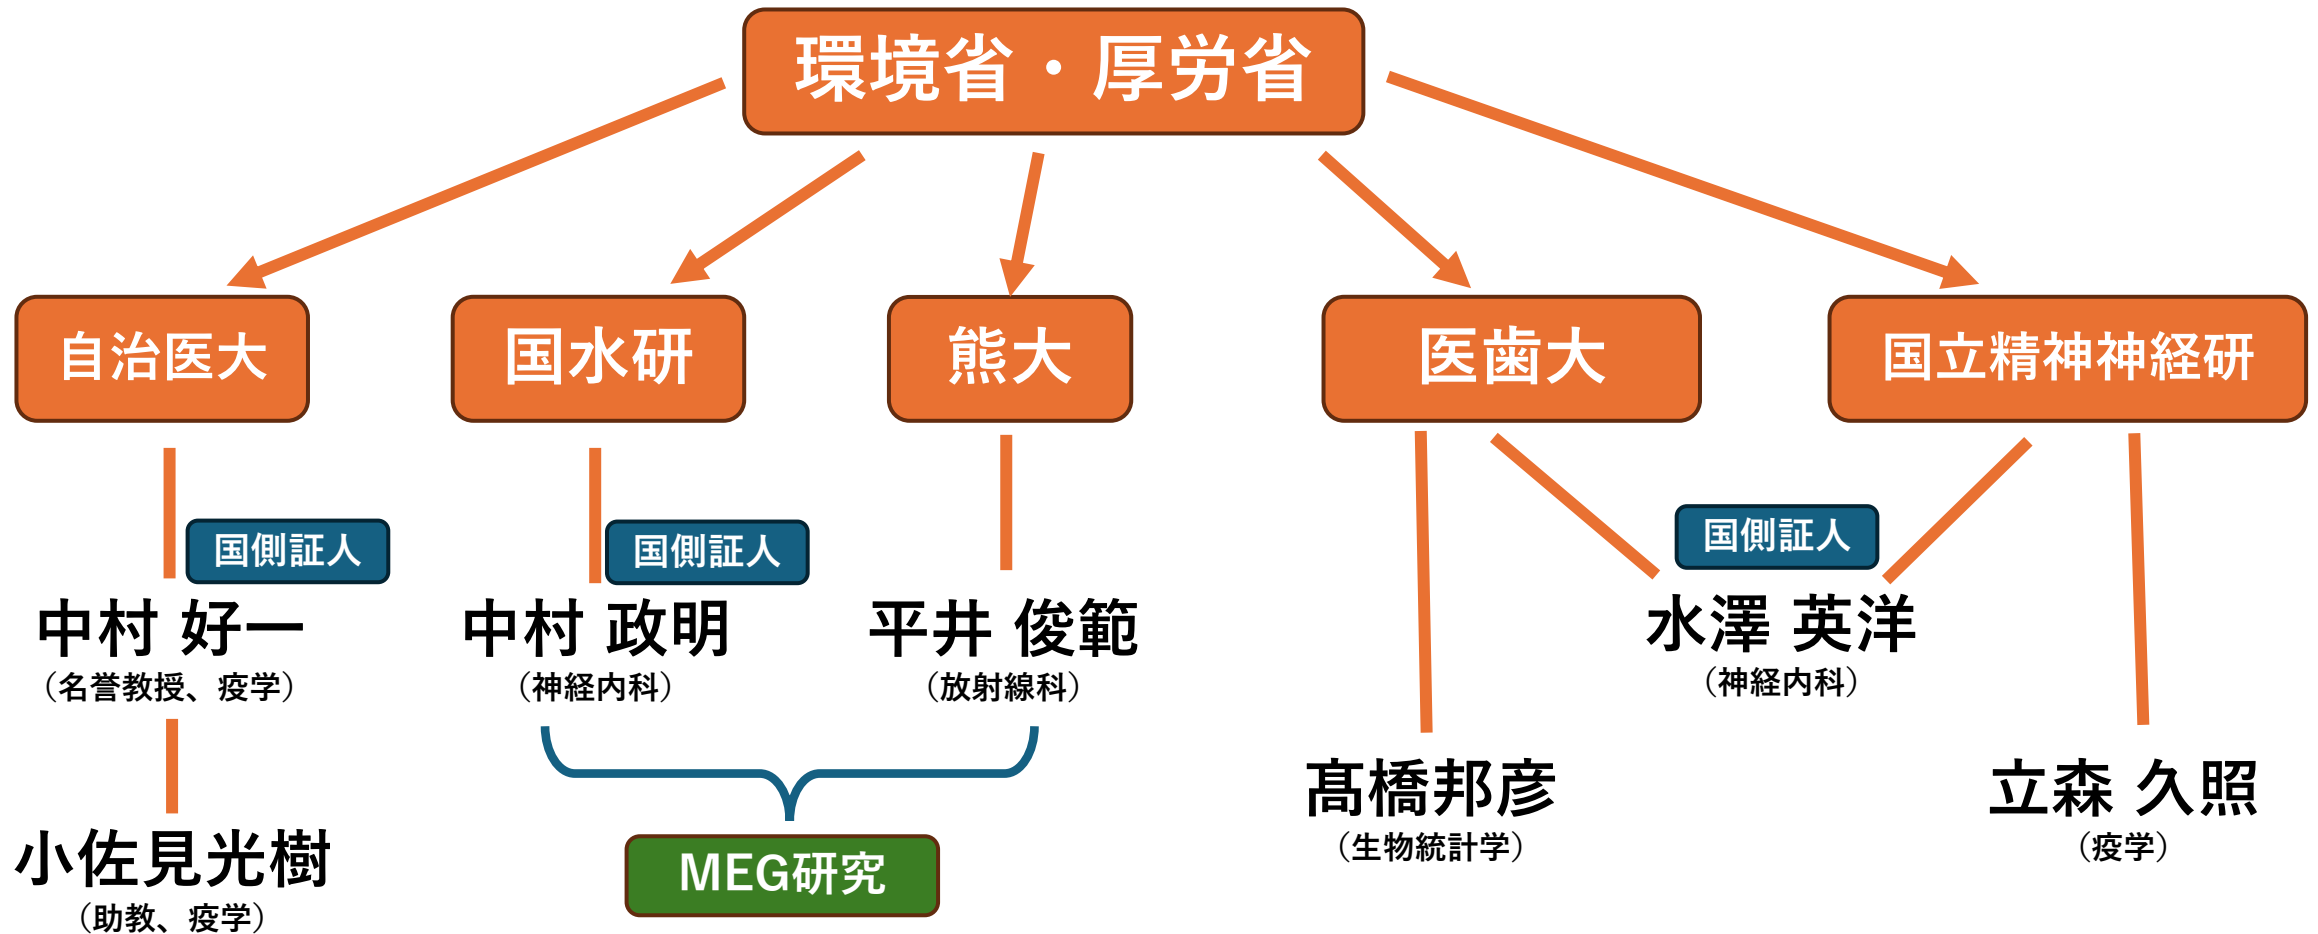 環境省・厚労省
自治医大
国水研
熊大
医歯大
国立精神神経研
国側証人
国側証人
国側証人
中村 好一
（名誉教授、疫学）
中村 政明
（神経内科）
平井 俊範
（放射線科）
水澤 英洋
（神経内科）
髙橋邦彦
（生物統計学）
立森 久照
（疫学）
小佐見光樹
（助教、疫学）
MEG研究